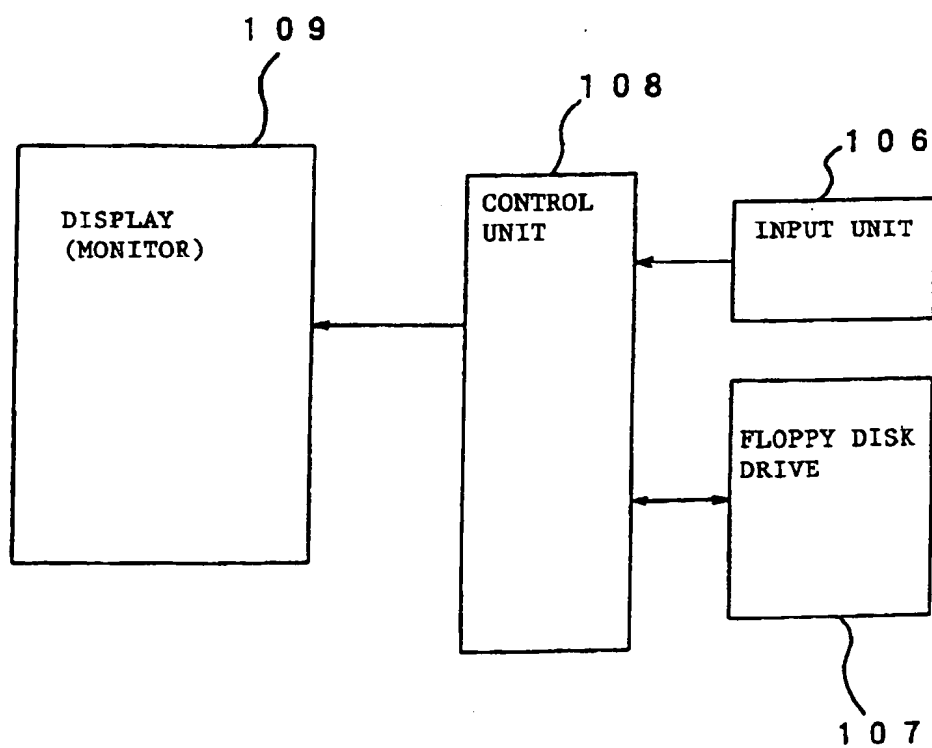 109
108
106
DISPLAY
(MONITOR)
CONTROL
UNIT
INPUT UNIT
FLOPPY DISK
DRIVE
107